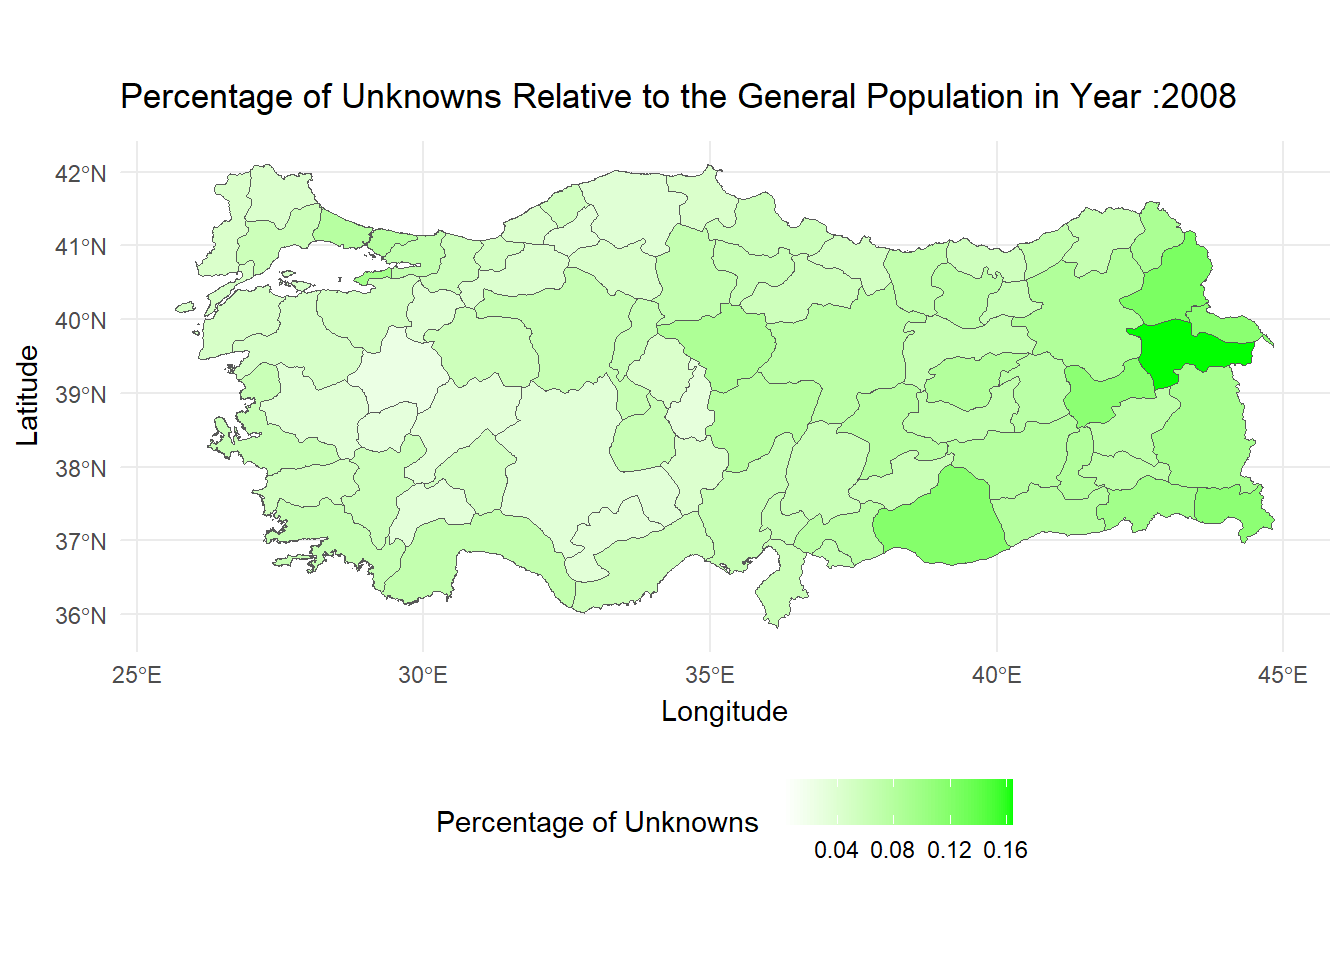 Percentage of Unknowns Relative to the General Population in Year :2008
42°N
41°N
40°N
39°N
38°N
37°N
36°N
Latitude
25°E 30°E 35°E 40°E 45°E
Longitude
Percentage of Unknowns
0.04 0.08 0.12 0.16